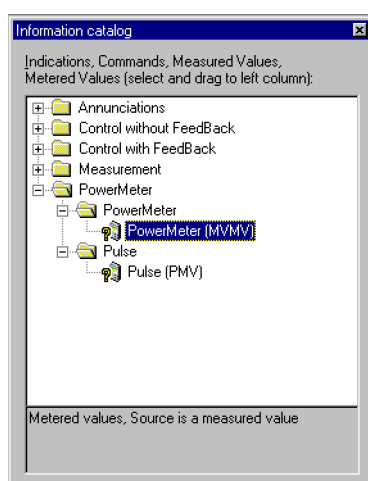 Information catalog
Indications, Commands, Measured Values,
Metered Values (select and drag to left column):
Annunciations
Control without FeedBack
Control with FeedBack
Measurement
PowerMeter
PowerMeter
PowerMeter (MVMV)
Pulse
Pulse (PMV)
Metered values, Source is a measured value